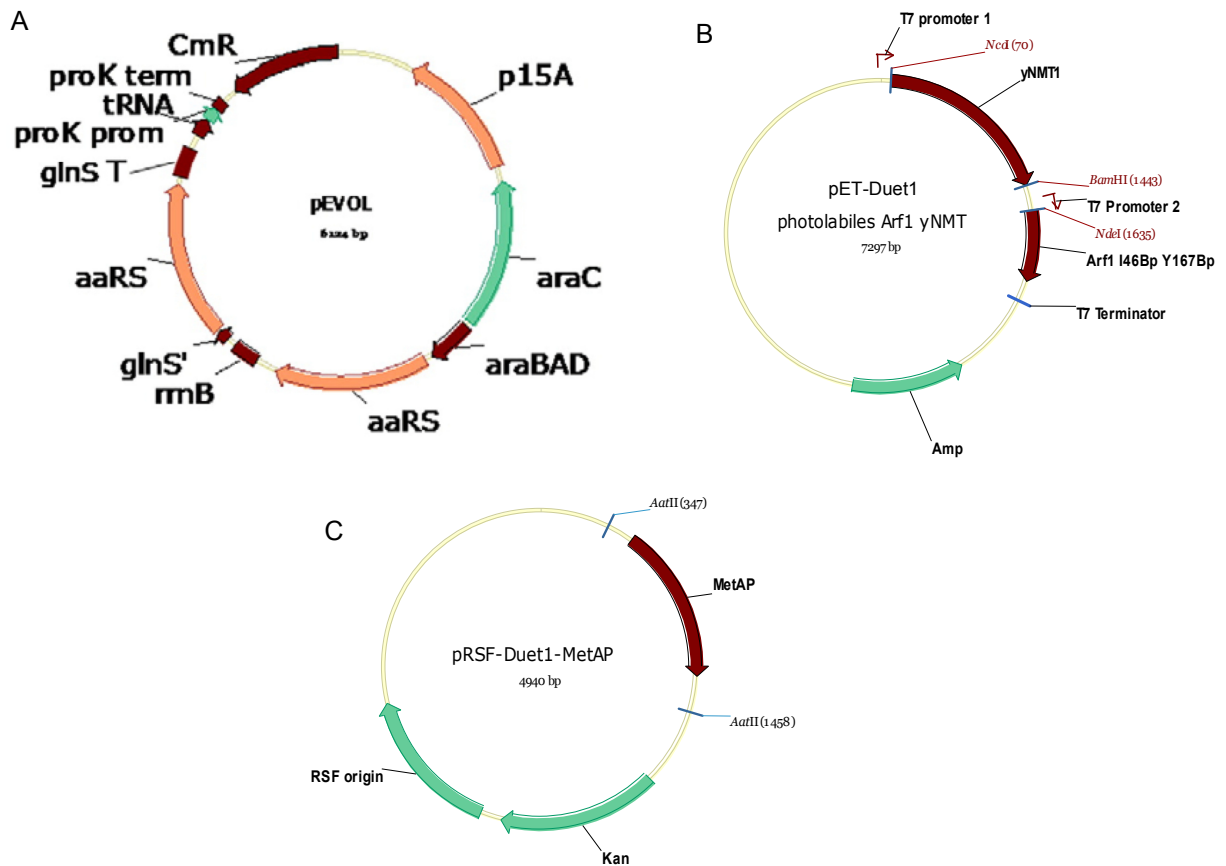 A
CmR
proK term
tRNA
proK prom
glnS T
p15A
pEVOL
6124 bp
aaRS
araC
glnS'
rrnB
araBAD
aaRS
B
T7 promoter 1
NcoI (70)
yNMT1
BamHI (1443)
T7 Promoter 2
NdeI (1635)
Arf1 I46Bp Y167Bp
T7 Terminator
pET-Duet1
photolabiles Arf1 yNMT
7297 bp
Amp
C
AatII (347)
MetAP
pRSF-Duet1-MetAP
4940 bp
AatII (1458)
RSF origin
Kan